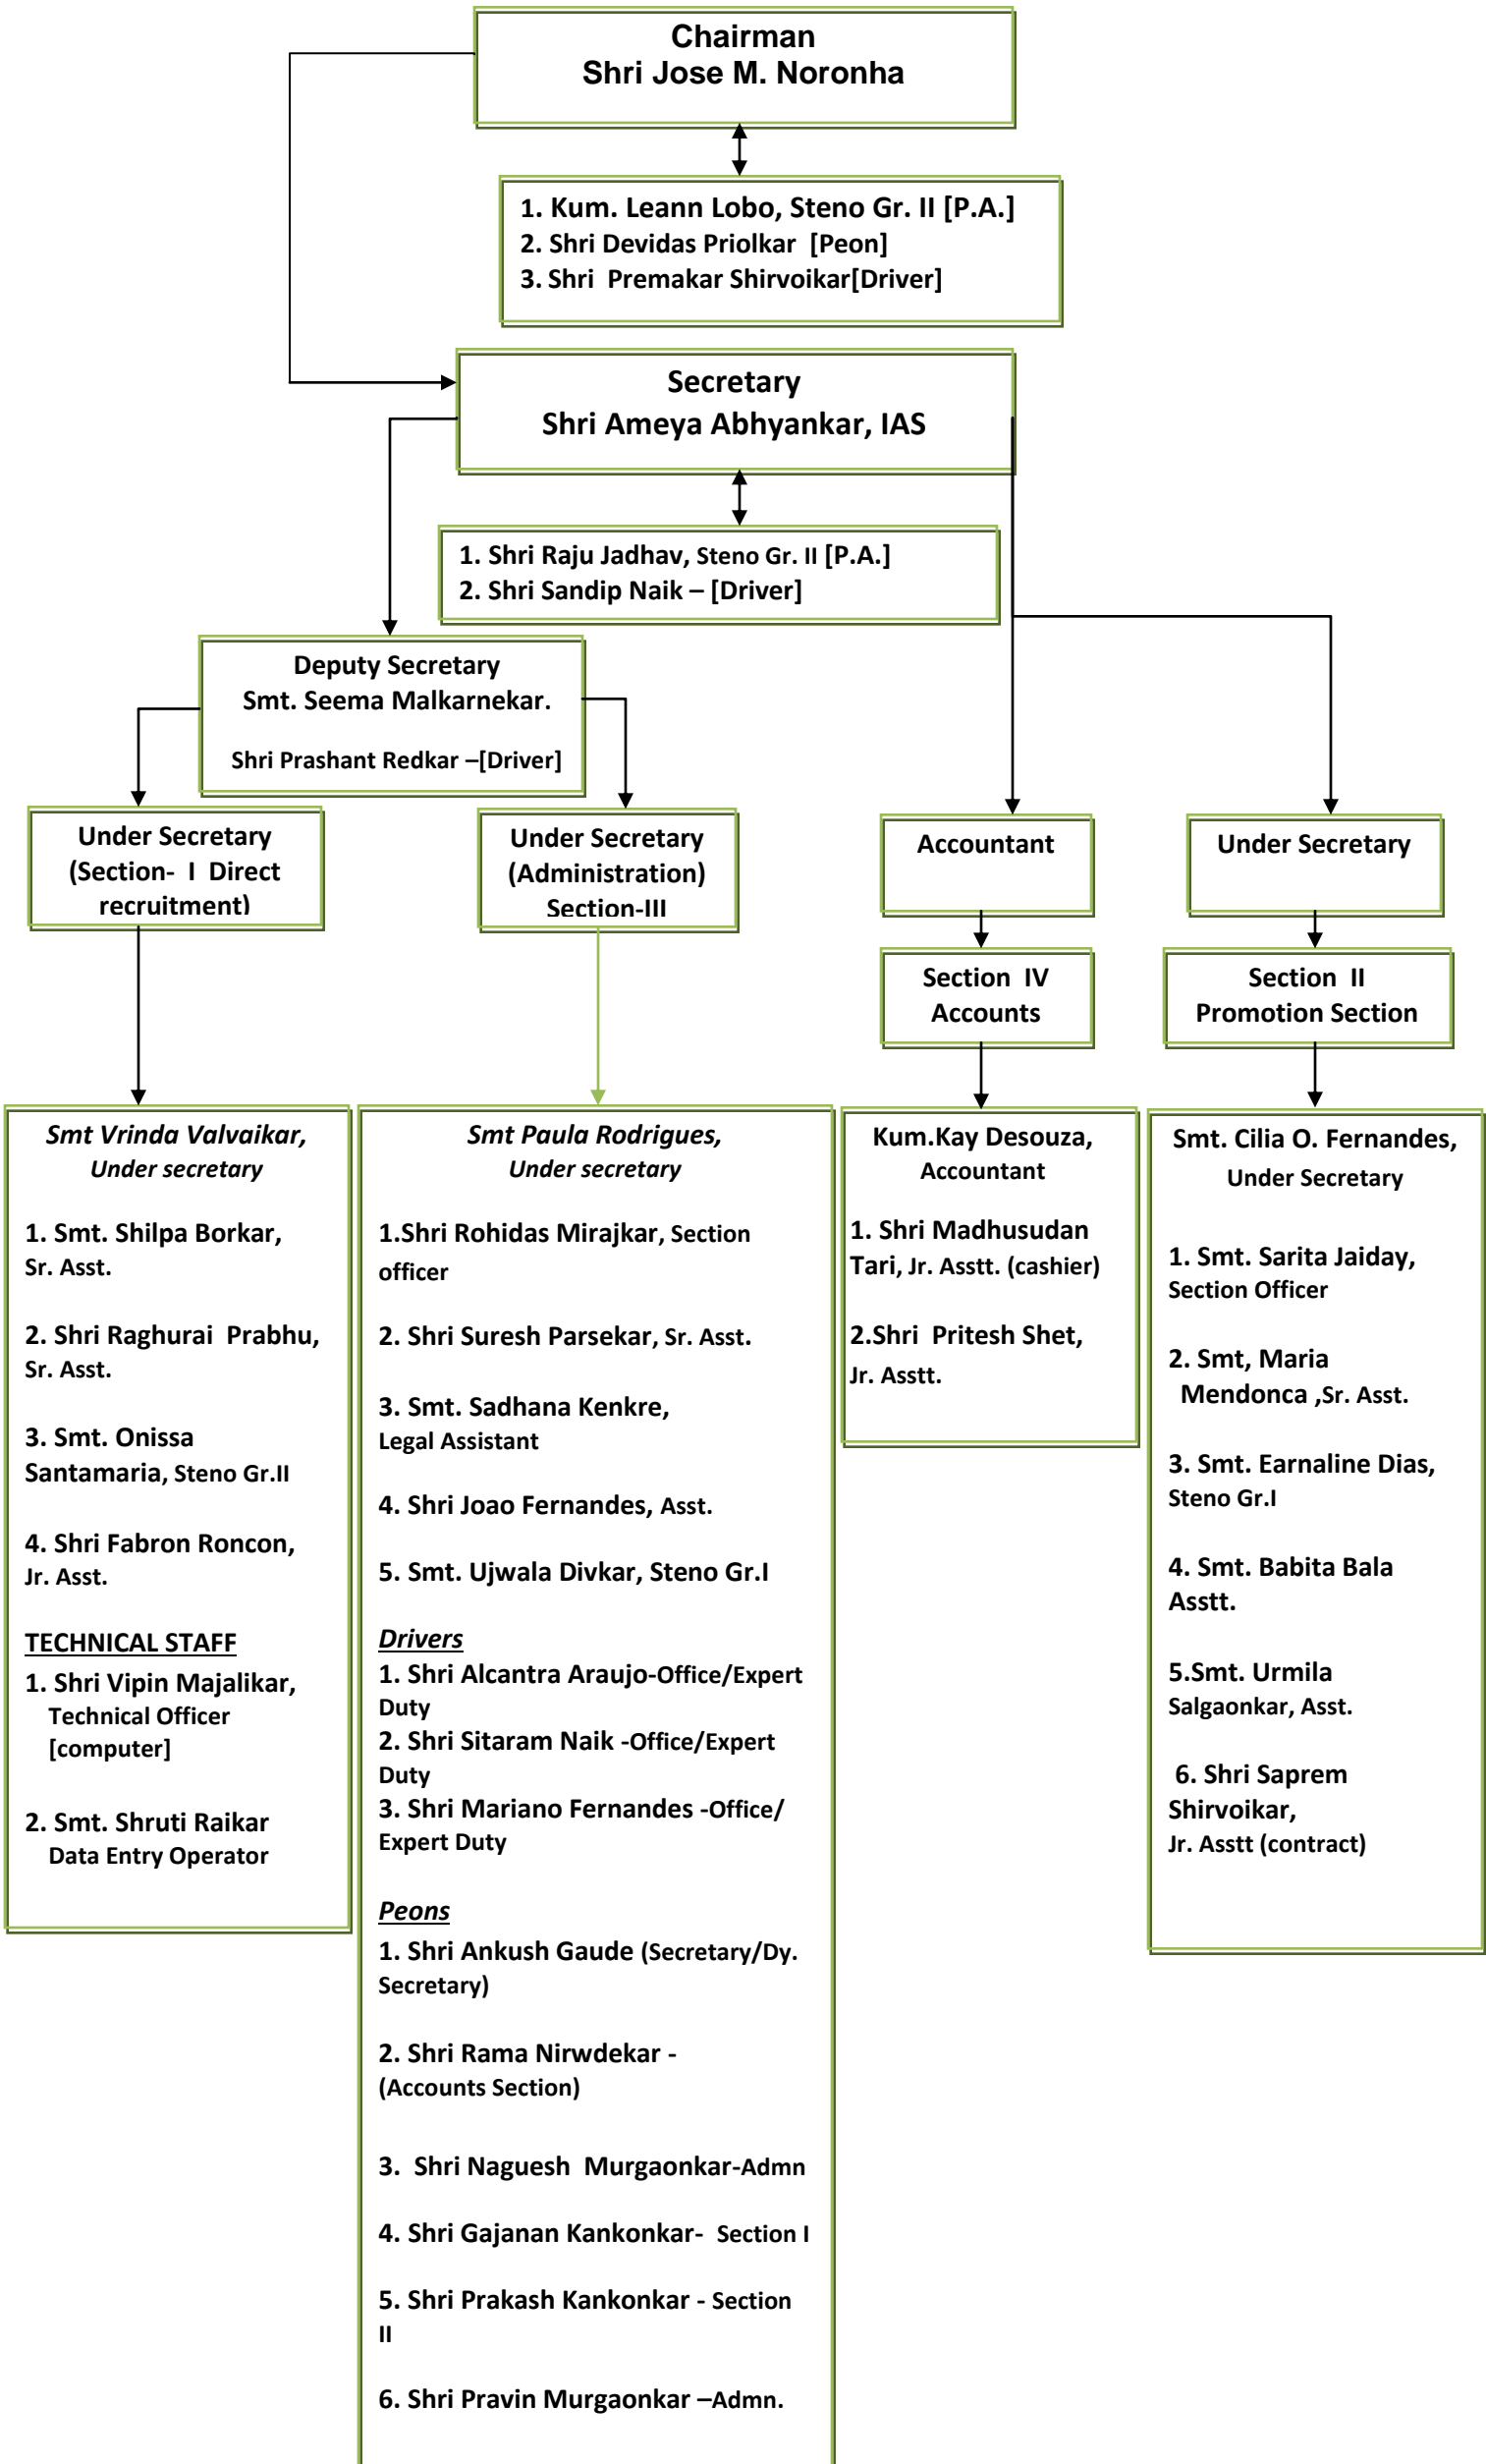 Chairman
Shri Jose M. Noronha
1. Kum. Leann Lobo, Steno Gr. II [P.A.]
2. Shri Devidas Priolkar [Peon]
3. Shri Premakar Shirvoikar[Driver]
Secretary
Shri Ameya Abhyankar, IAS
1. Shri Raju Jadhav, Steno Gr. II [P.A.]
2. Shri Sandip Naik – [Driver]
Deputy Secretary
Smt. Seema Malkarnekar.
Shri Prashant Redkar –[Driver]
Under Secretary
(Section- I Direct
recruitment)
Under Secretary
(Administration)
Section-III
Accountant
Under Secretary
Section IV
Accounts
Section II
Promotion Section
Smt Vrinda Valvaikar,
Under secretary
1. Smt. Shilpa Borkar,
Sr. Asst.
2. Shri Raghurai Prabhu,
Sr. Asst.
3. Smt. Onissa
Santamaria, Steno Gr.II
4. Shri Fabron Roncon,
Jr. Asst.
TECHNICAL STAFF
1. Shri Vipin Majalikar,
Technical Officer
[computer]
2. Smt. Shruti Raikar
Data Entry Operator
Smt Paula Rodrigues,
Under secretary
1.Shri Rohidas Mirajkar, Section
officer
2. Shri Suresh Parsekar, Sr. Asst.
3. Smt. Sadhana Kenkre,
Legal Assistant
4. Shri Joao Fernandes, Asst.
5. Smt. Ujwala Divkar, Steno Gr.I
Drivers
1. Shri Alcantra Araujo-Office/Expert
Duty
2. Shri Sitaram Naik -Office/Expert
Duty
3. Shri Mariano Fernandes -Office/
Expert Duty
Peons
1. Shri Ankush Gaude (Secretary/Dy.
Secretary)
2. Shri Rama Nirwdekar -
(Accounts Section)
3. Shri Naguesh Murgaonkar-Admn
4. Shri Gajanan Kankonkar- Section I
5. Shri Prakash Kankonkar - Section
II
6. Shri Pravin Murgaonkar –Admn.
Kum.Kay Desouza,
Accountant
1. Shri Madhusudan
Tari, Jr. Asstt. (cashier)
2.Shri Pritesh Shet,
Jr. Asstt.
Smt. Cilia O. Fernandes,
Under Secretary
1. Smt. Sarita Jaiday,
Section Officer
2. Smt, Maria
Mendonca ,Sr. Asst.
3. Smt. Earnaline Dias,
Steno Gr.I
4. Smt. Babita Bala
Asstt.
5.Smt. Urmila
Salgaonkar, Asst.
6. Shri Saprem
Shirvoikar,
Jr. Asstt (contract)